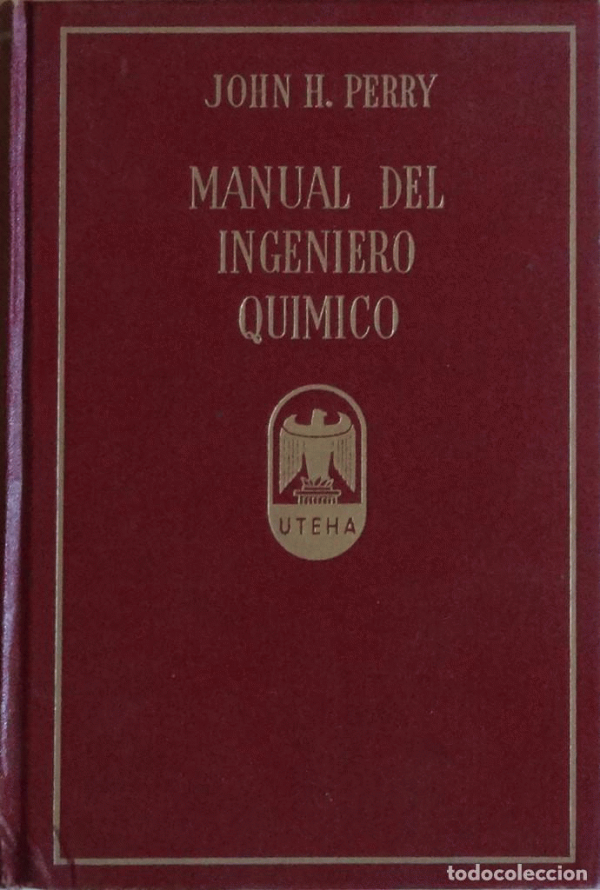 JOHN H. PERRY
MANUAL DEL
INGENIERO
QUIMICO
UTEHA
todocoleccion